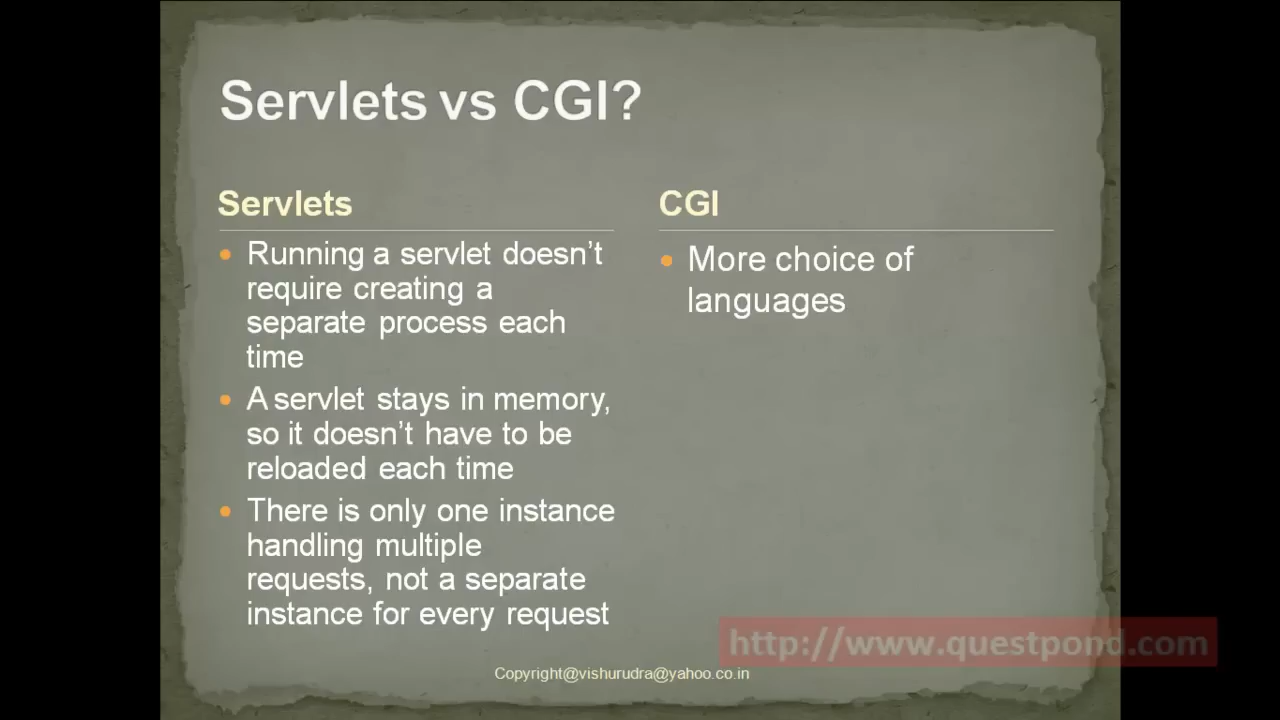 Servlets vs CGI?
Servlets
Running a servlet doesn't
require creating a
separate process each
time
A servlet stays in memory,
so it doesn't have to be
reloaded each time
There is only one instance
handling multiple
requests, not a separate
instance for every request
CGI
More choice of
languages
http://www.questpond.com
Copyright@vishurudra@yahoo.co.in